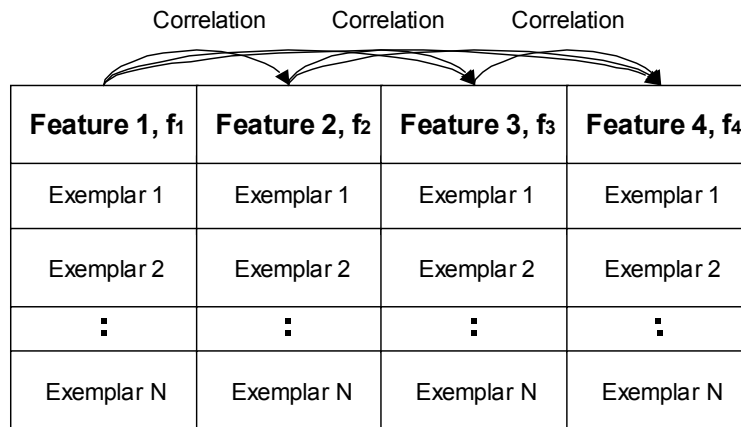 Correlation Correlation Correlation
Feature 1, f1 Feature 2, f2 Feature 3, f3 Feature 4, f4
Exemplar 1 Exemplar 1 Exemplar 1 Exemplar 1
Exemplar 2 Exemplar 2 Exemplar 2 Exemplar 2
: : : :
Exemplar N Exemplar N Exemplar N Exemplar N